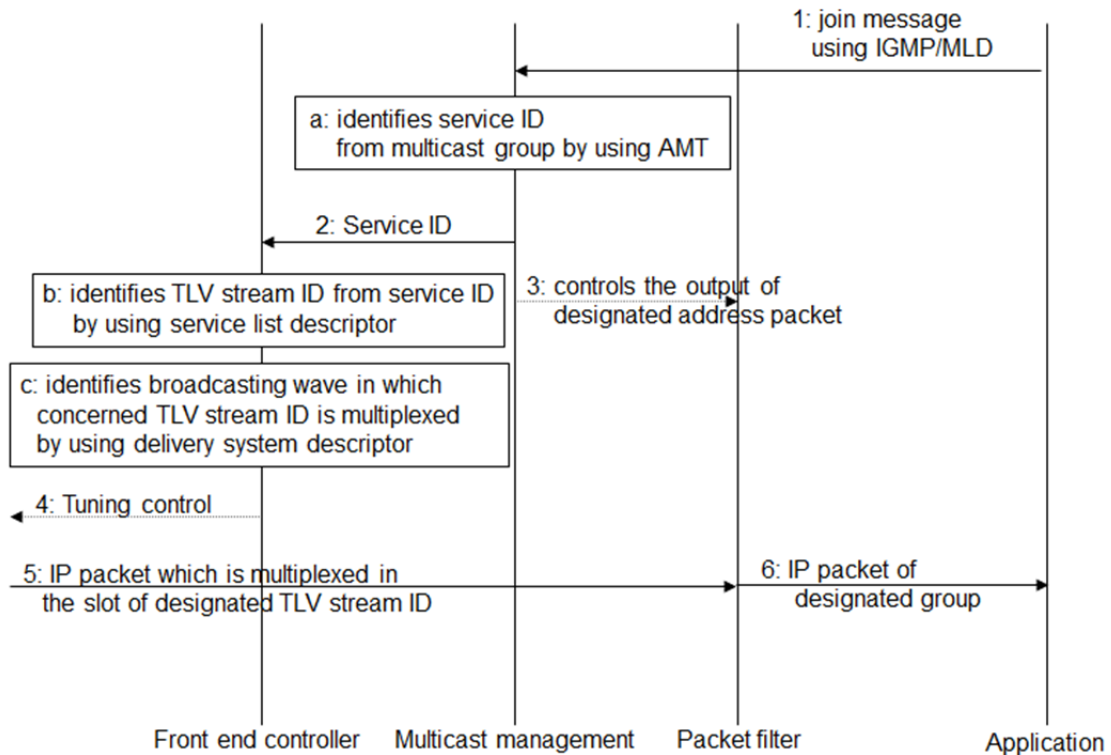 1: join message
using IGMP/MLD
a: identifies service ID
from multicast group by using AMT
2: Service ID
b: identifies TLV stream ID from service ID
by using service list descriptor
3: controls the output of
designated address packet
c: identifies broadcasting wave in which
concerned TLV stream ID is multiplexed
by using delivery system descriptor
4: Tuning control
5: IP packet which is multiplexed in
the slot of designated TLV stream ID
6: IP packet of
designated group
Front end controller
Multicast management
Packet filter
Application